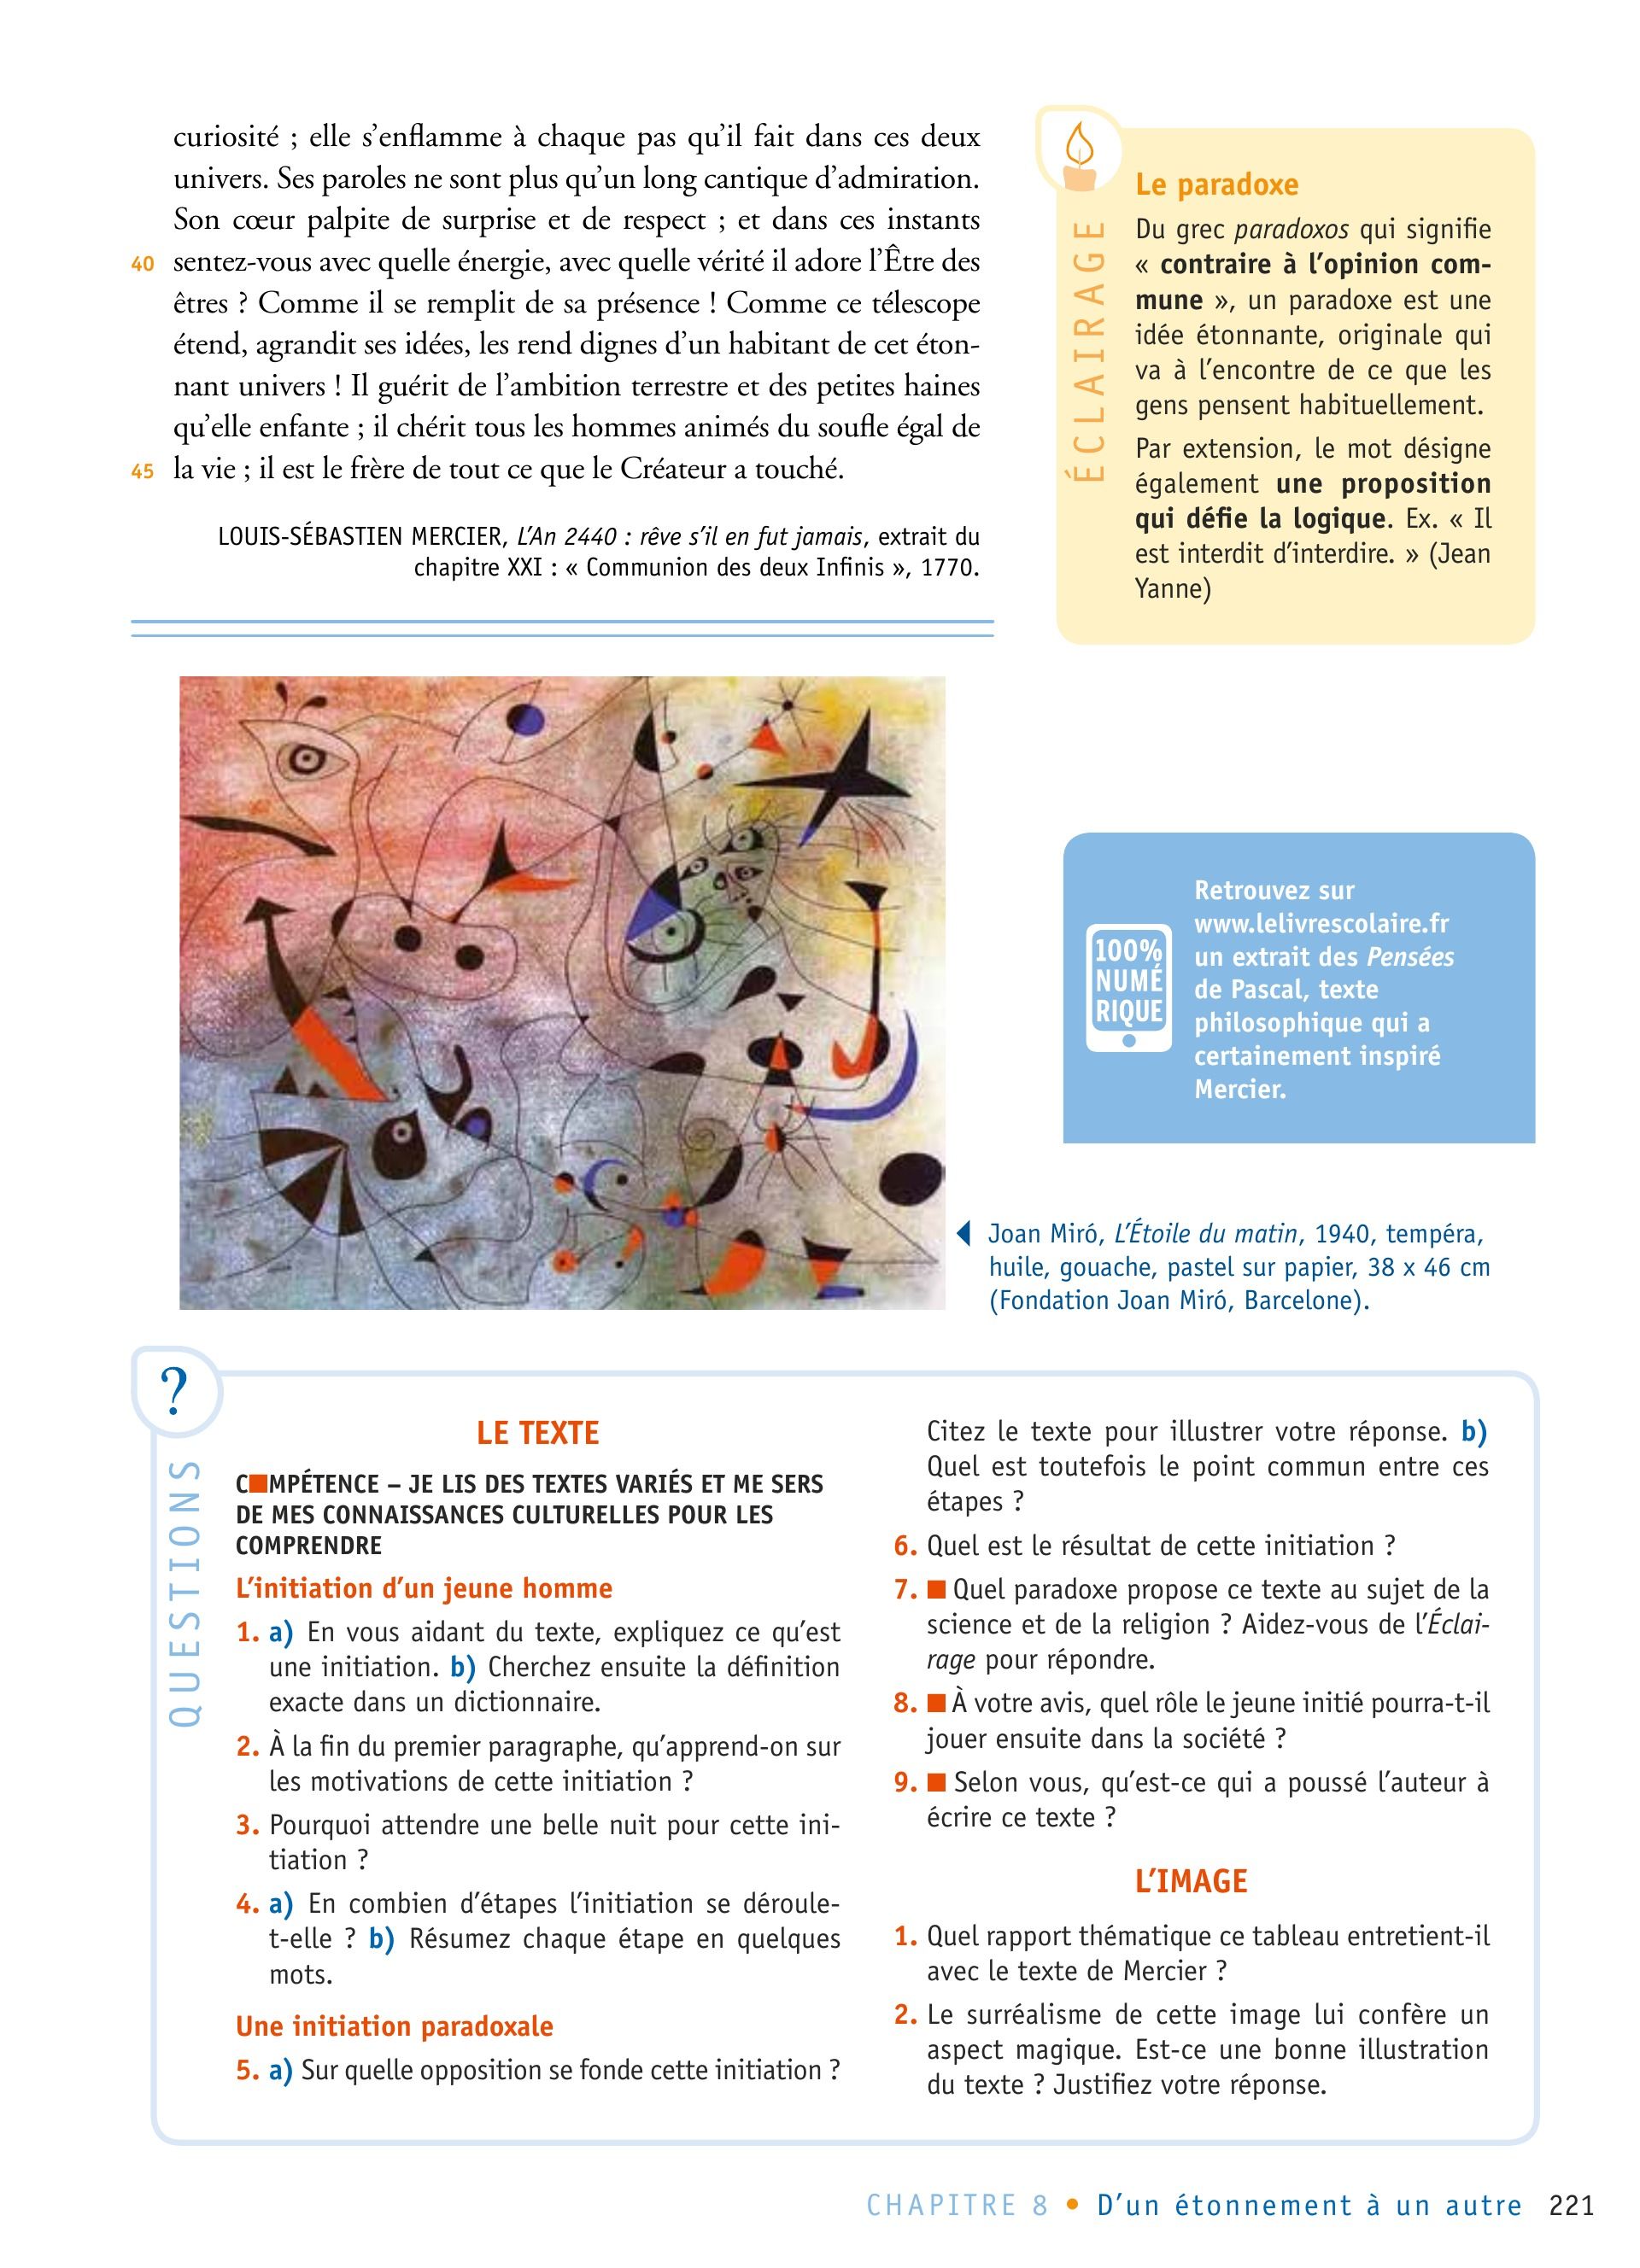 curiosité ; elle s'enflamme à chaque pas qu'il fait dans ces deux
univers. Ses paroles ne sont plus qu'un long cantique d'admiration.
Son cœur palpite de surprise et de respect ; et dans ces instants
40 sentez-vous avec quelle énergie, avec quelle vérité il adore l'Être des
êtres ? Comme il se remplit de sa présence ! Comme ce télescope
étend, agrandit ses idées, les rend dignes d'un habitant de cet éton-
nant univers ! Il guérit de l'ambition terrestre et des petites haines
qu'elle enfante ; il chérit tous les hommes animés du soufle égal de
45 la vie ; il est le frère de tout ce que le Créateur a touché.
LOUIS-SÉBASTIEN MERCIER, L'An 2440 : rêve s'il en fut jamais, extrait du
chapitre XXI : « Communion des deux Infinis », 1770.
ÉCLAIRAGE
Le paradoxe
Du grec paradoxos qui signifie
« contraire à l'opinion com-
mune », un paradoxe est une
idée étonnante, originale qui
va à l'encontre de ce que les
gens pensent habituellement.
Par extension, le mot désigne
également une proposition
qui défie la logique. Ex. « Il
est interdit d'interdire. » (Jean
Yanne)
100%
NUMÉ
RIQUE
Retrouvez sur
www.lelivrescolaire.fr
un extrait des Pensées
de Pascal, texte
philosophique qui a
certainement inspiré
Mercier.
Joan Miró, L'Étoile du matin, 1940, tempéra,
huile, gouache, pastel sur papier, 38 x 46 cm
(Fondation Joan Miró, Barcelone).
?
QUESTIONS
LE TEXTE
C■MPÉTENCE – JE LIS DES TEXTES VARIÉS ET ME SERS
DE MES CONNAISSANCES CULTURELLES POUR LES
COMPRENDRE
L'initiation d'un jeune homme
1. a) En vous aidant du texte, expliquez ce qu'est
une initiation. b) Cherchez ensuite la définition
exacte dans un dictionnaire.
2. À la fin du premier paragraphe, qu'apprend-on sur
les motivations de cette initiation ?
3. Pourquoi attendre une belle nuit pour cette ini-
tiation ?
4. a) En combien d'étapes l'initiation se déroule-
t-elle ? b) Résumez chaque étape en quelques
mots.
Une initiation paradoxale
5. a) Sur quelle opposition se fonde cette initiation ?
Citez le texte pour illustrer votre réponse. b)
Quel est toutefois le point commun entre ces
étapes ?
6. Quel est le résultat de cette initiation ?
7. ■ Quel paradoxe propose ce texte au sujet de la
science et de la religion ? Aidez-vous de l'Éclai-
rage pour répondre.
8. ■ À votre avis, quel rôle le jeune initié pourra-t-il
jouer ensuite dans la société ?
9. ■ Selon vous, qu'est-ce qui a poussé l'auteur à
écrire ce texte ?
L'IMAGE
1. Quel rapport thématique ce tableau entretient-il
avec le texte de Mercier ?
2. Le surréalisme de cette image lui confère un
aspect magique. Est-ce une bonne illustration
du texte ? Justifiez votre réponse.
CHAPITRE 8 • D'un étonnement à un autre 221